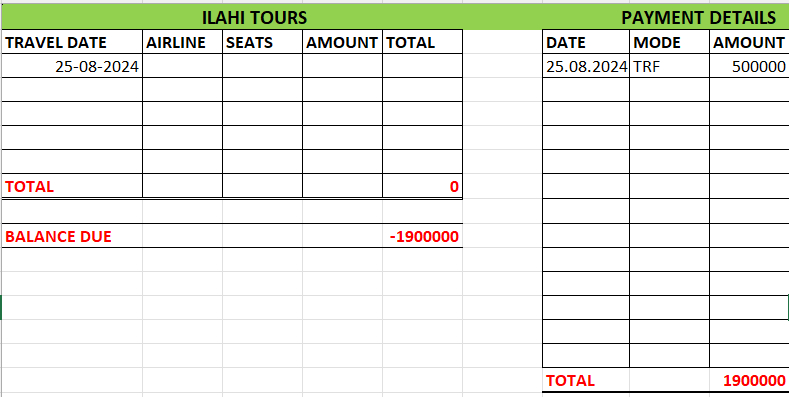 ILAHI TOURS PAYMENT DETAILS
TRAVEL DATE AIRLINE SEATS AMOUNT TOTAL DATE MODE AMOUNT
25-08-2024 25.08.2024 TRF 500000
TOTAL 0
BALANCE DUE -1900000
TOTAL 1900000